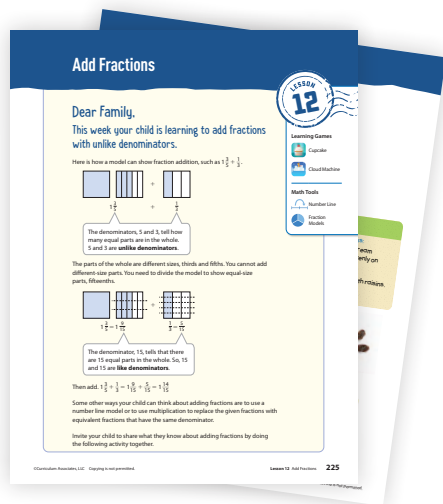 Add Fractions
LESSON
12
Dear Family,
This week your child is learning to add fractions
with unlike denominators.
Here is how a model can show fraction addition, such as 1 3/5 + 1/3.
+
1 3/5 + 1/3
The denominators, 5 and 3, tell how
many equal parts are in the whole.
5 and 3 are unlike denominators.
The parts of the whole are different sizes, thirds and fifths. You cannot add
different-size parts. You need to divide the model to show equal-size
parts, fifteenths.
+
1 3/5 = 1 9/15 1/3 = 5/15
The denominator, 15, tells that there
are 15 equal parts in the whole. So, 15
and 15 are like denominators.
Then add. 1 3/5 + 1/3 = 1 9/15 + 5/15 = 1 14/15
Some other ways your child can think about adding fractions are to use a
number line model or to use multiplication to replace the given fractions with
equivalent fractions that have the same denominator.
Invite your child to share what they know about adding fractions by doing
the following activity together.
Learning Games
Cupcake
Cloud Machine
Math Tools
Number Line
Fraction
Models
©Curriculum Associates, LLC Copying is not permitted.
Lesson 12 Add Fractions 225
raisins.